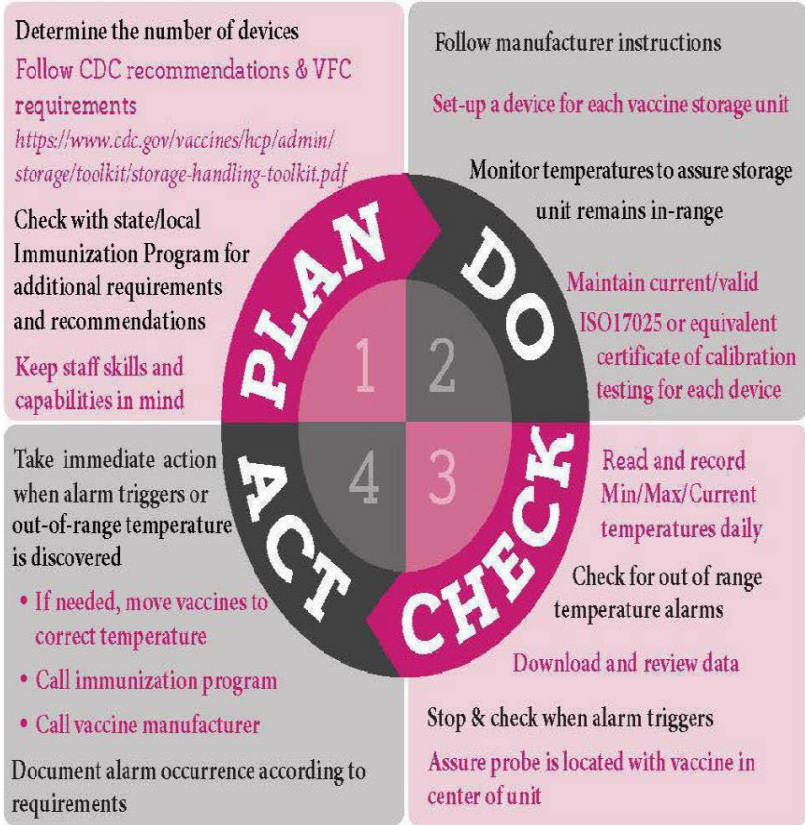 Determine the number of devices
Follow CDC recommendations & VFC
requirements
https://www.cdc.gov/vaccines/hcp/admin/
storage/toolkit/storage-handling-toolkit.pdf
Check with state/local
Immunization Program for
additional requirements
and recommendations
Keep staff skills and
capabilities in mind
PLAN
1
Follow manufacturer instructions
Set-up a device for each vaccine storage unit
Monitor temperatures to assure storage
unit remains in-range
Maintain current/valid
ISO17025 or equivalent
certificate of calibration
testing for each device
DO
2
Read and record
Min/Max/Current
temperatures daily
Check for out of range
temperature alarms
Download and review data
Stop & check when alarm triggers
Assure probe is located with vaccine in
center of unit
CHECK
3
Take immediate action
when alarm triggers or
out-of-range temperature
is discovered
• If needed, move vaccines to
correct temperature
• Call immunization program
• Call vaccine manufacturer
Document alarm occurrence according to
requirements
ACT
4